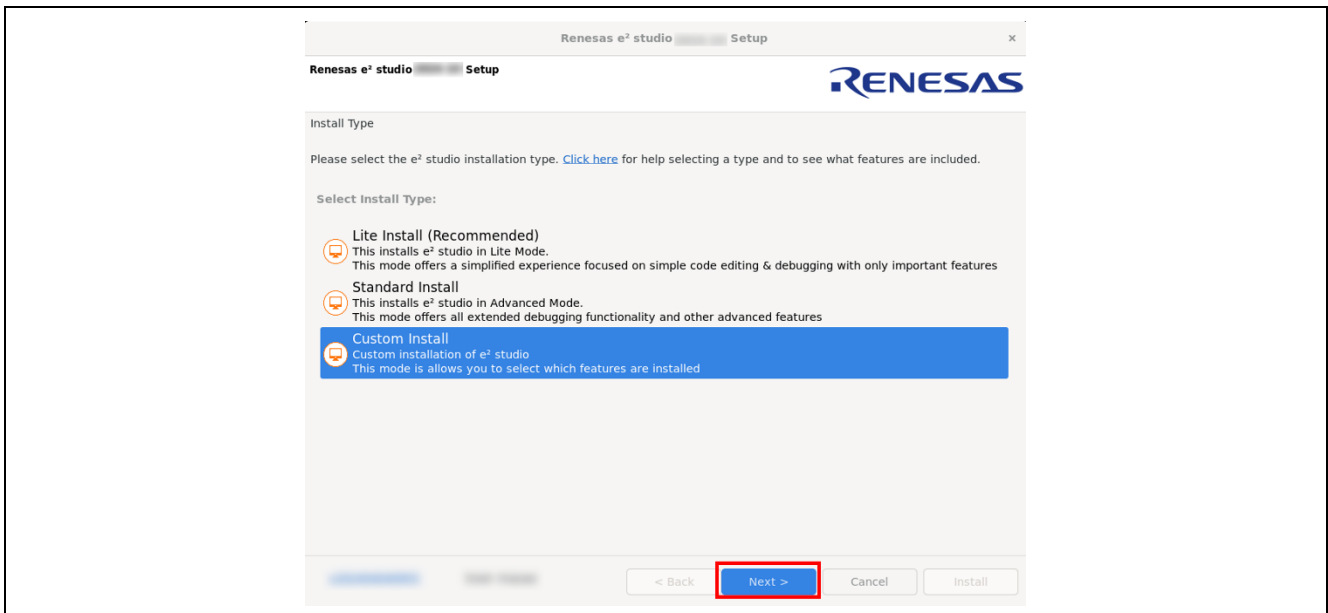 Renesas e² studio Setup ×
Renesas e² studio Setup
RENESAS
Install Type
Please select the e² studio installation type. Click here for help selecting a type and to see what features are included.
Select Install Type:
Lite Install (Recommended)
This installs e² studio in Lite Mode.
This mode offers a simplified experience focused on simple code editing & debugging with only important features
Standard Install
This installs e² studio in Advanced Mode.
This mode offers all extended debugging functionality and other advanced features
Custom Install
Custom installation of e² studio
This mode is allows you to select which features are installed
< Back Next > Cancel Install